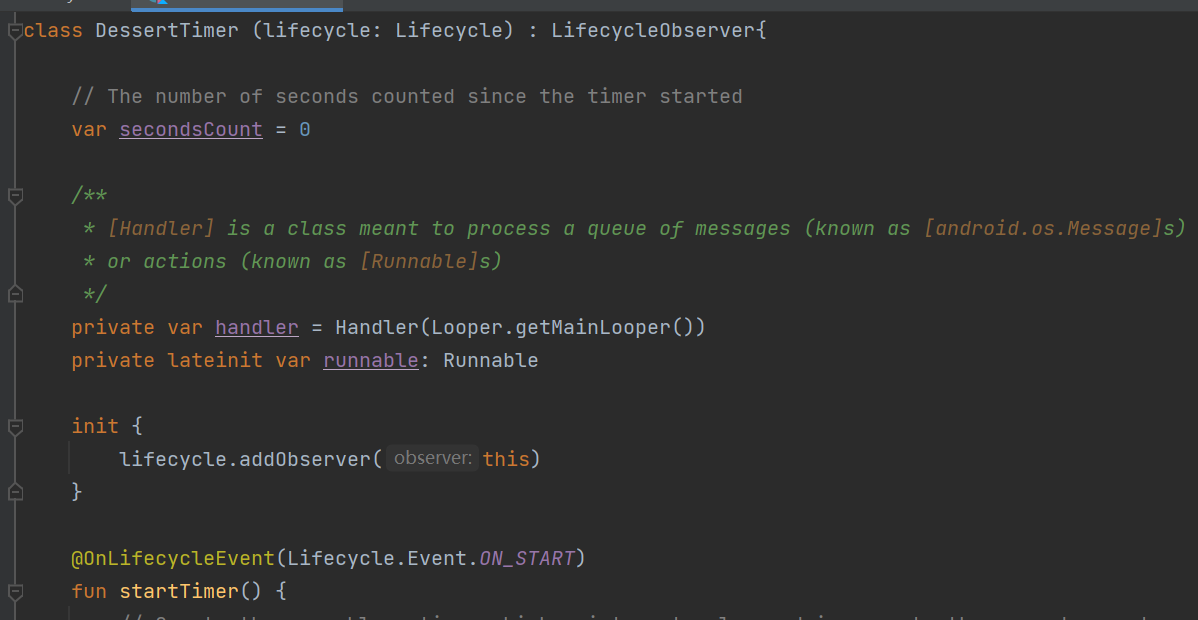 class DessertTimer (lifecycle: Lifecycle) : LifecycleObserver{
// The number of seconds counted since the timer started
var secondsCount = 0
/**
* [Handler] is a class meant to process a queue of messages (known as [android.os.Message]s)
* or actions (known as [Runnable]s)
*/
private var handler = Handler(Looper.getMainLooper())
private lateinit var runnable: Runnable
init {
lifecycle.addObserver( observer: this)
}
@OnLifecycleEvent(Lifecycle.Event.ON_START)
fun startTimer() {